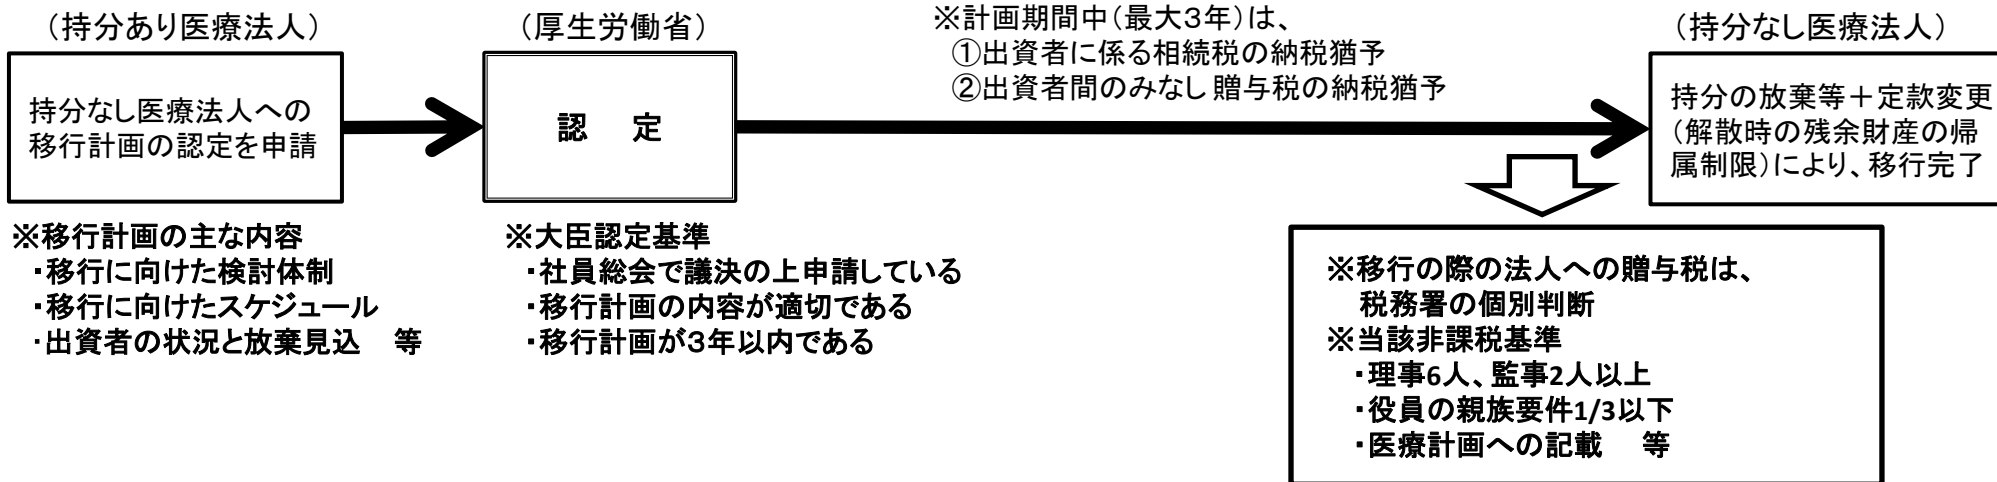 （持分あり医療法人）
持分なし医療法人への
移行計画の認定を申請
※移行計画の主な内容
・移行に向けた検討体制
・移行に向けたスケジュール
・出資者の状況と放棄見込　等
（厚生労働省）
認　定
※大臣認定基準
・社員総会で議決の上申請している
・移行計画の内容が適切である
・移行計画が３年以内である
※計画期間中（最大３年）は、
①出資者に係る相続税の納税猶予
②出資者間のみなし贈与税の納税猶予
（持分なし医療法人）
持分の放棄等＋定款変更
（解散時の残余財産の帰
属制限）により、移行完了
※移行の際の法人への贈与税は、
税務署の個別判断
※当該非課税基準
・理事6人、監事2人以上
・役員の親族要件1/3以下
・医療計画への記載　等